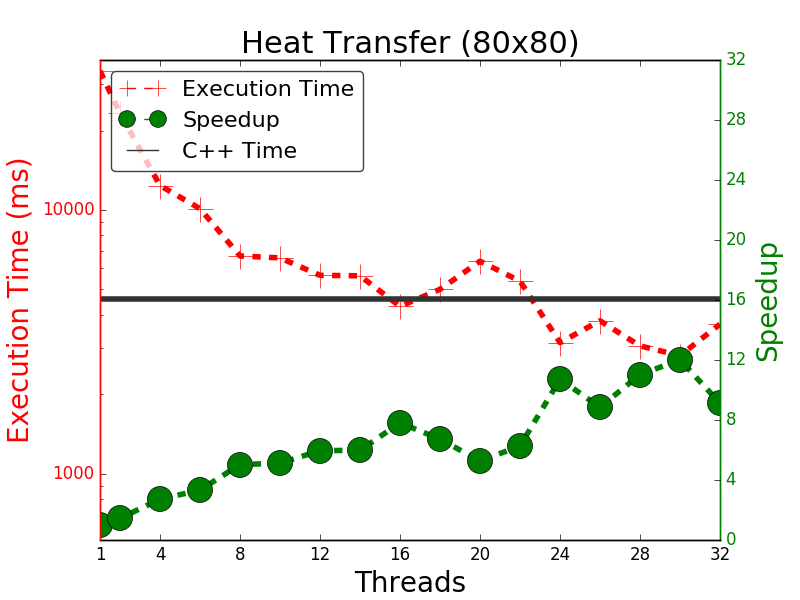 Heat Transfer (80x80)
Execution Time
Speedup
C++ Time
Execution Time (ms)
10000
1000
Speedup
32
28
24
20
16
12
8
4
0
1 4 8 12 16 20 24 28 32
Threads